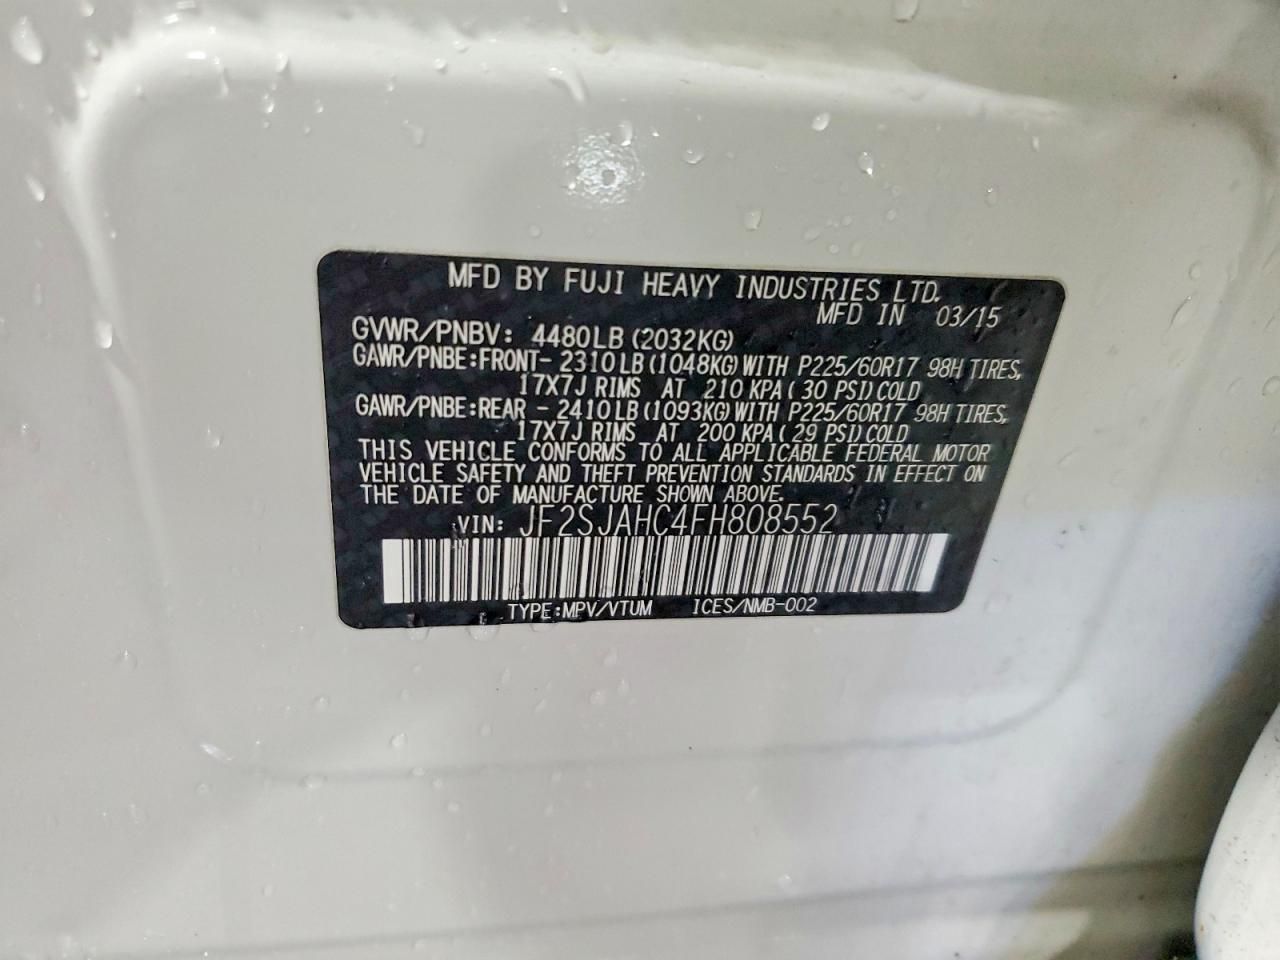 MFD BY FUJI HEAVY INDUSTRIES LTD.
MFD IN 03/15
GVWR/PNBV: 4480LB (2032KG)
GAWR/PNBE:FRONT- 2310LB(1048KG)WITH P225/60R17 98H TIRES,
17X7J RIMS AT 210 KPA( 30 PSI)COLD
GAWR/PNBE:REAR - 2410LB(1093KG)WITH P225/60R17 98H TIRES,
17X7J RIMS AT 200 KPA( 29 PSI)COLD
THIS VEHICLE CONFORMS TO ALL APPLICABLE FEDERAL MOTOR
VEHICLE SAFETY AND THEFT PREVENTION STANDARDS IN EFFECT ON
THE DATE OF MANUFACTURE SHOWN ABOVE.
VIN: JF2SJAHC4FH808552
TYPE:MPV/VTUM ICES/NMB-002